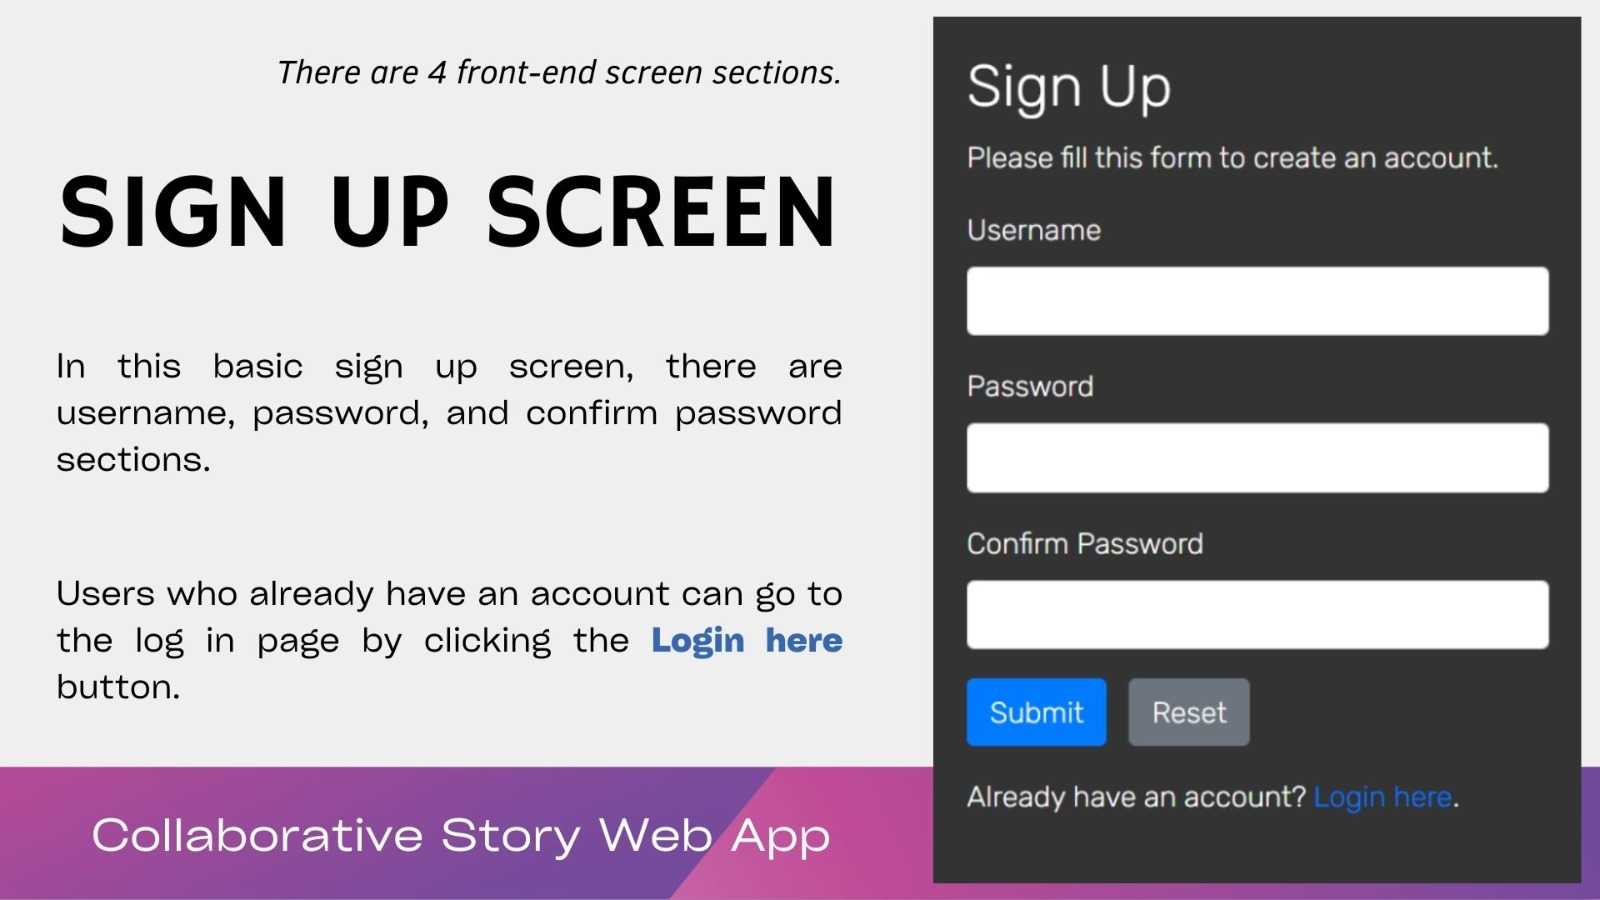 There are 4 front-end screen sections.
SIGN UP SCREEN
In this basic sign up screen, there are
username, password, and confirm password
sections.
Users who already have an account can go to
the log in page by clicking the Login here
button.
Collaborative Story Web App
Sign Up
Please fill this form to create an account.
Username
Password
Confirm Password
Submit Reset
Already have an account? Login here.